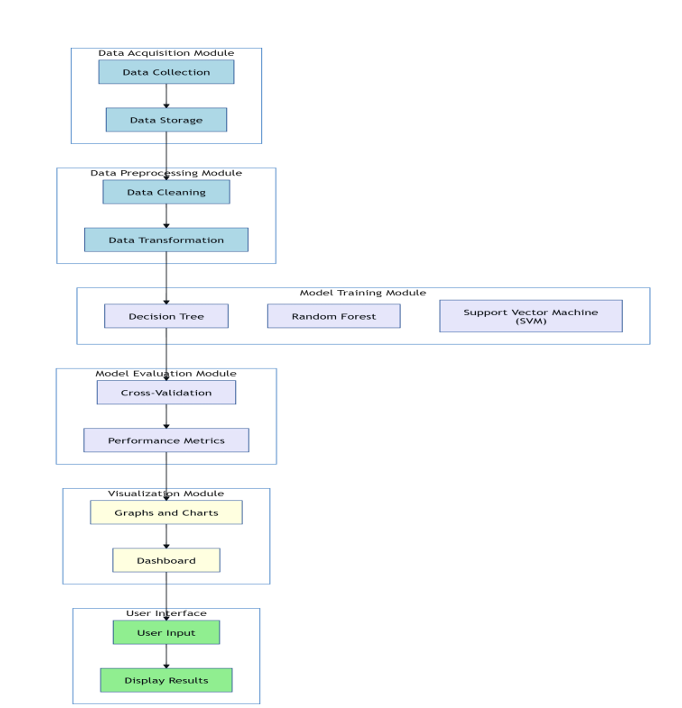 Data Acquisition Module
Data Collection
Data Storage
Data Preprocessing Module
Data Cleaning
Data Transformation
Model Training Module
Decision Tree
Random Forest
Support Vector Machine
(SVM)
Model Evaluation Module
Cross-Validation
Performance Metrics
Visualization Module
Graphs and Charts
Dashboard
User Interface
User Input
Display Results